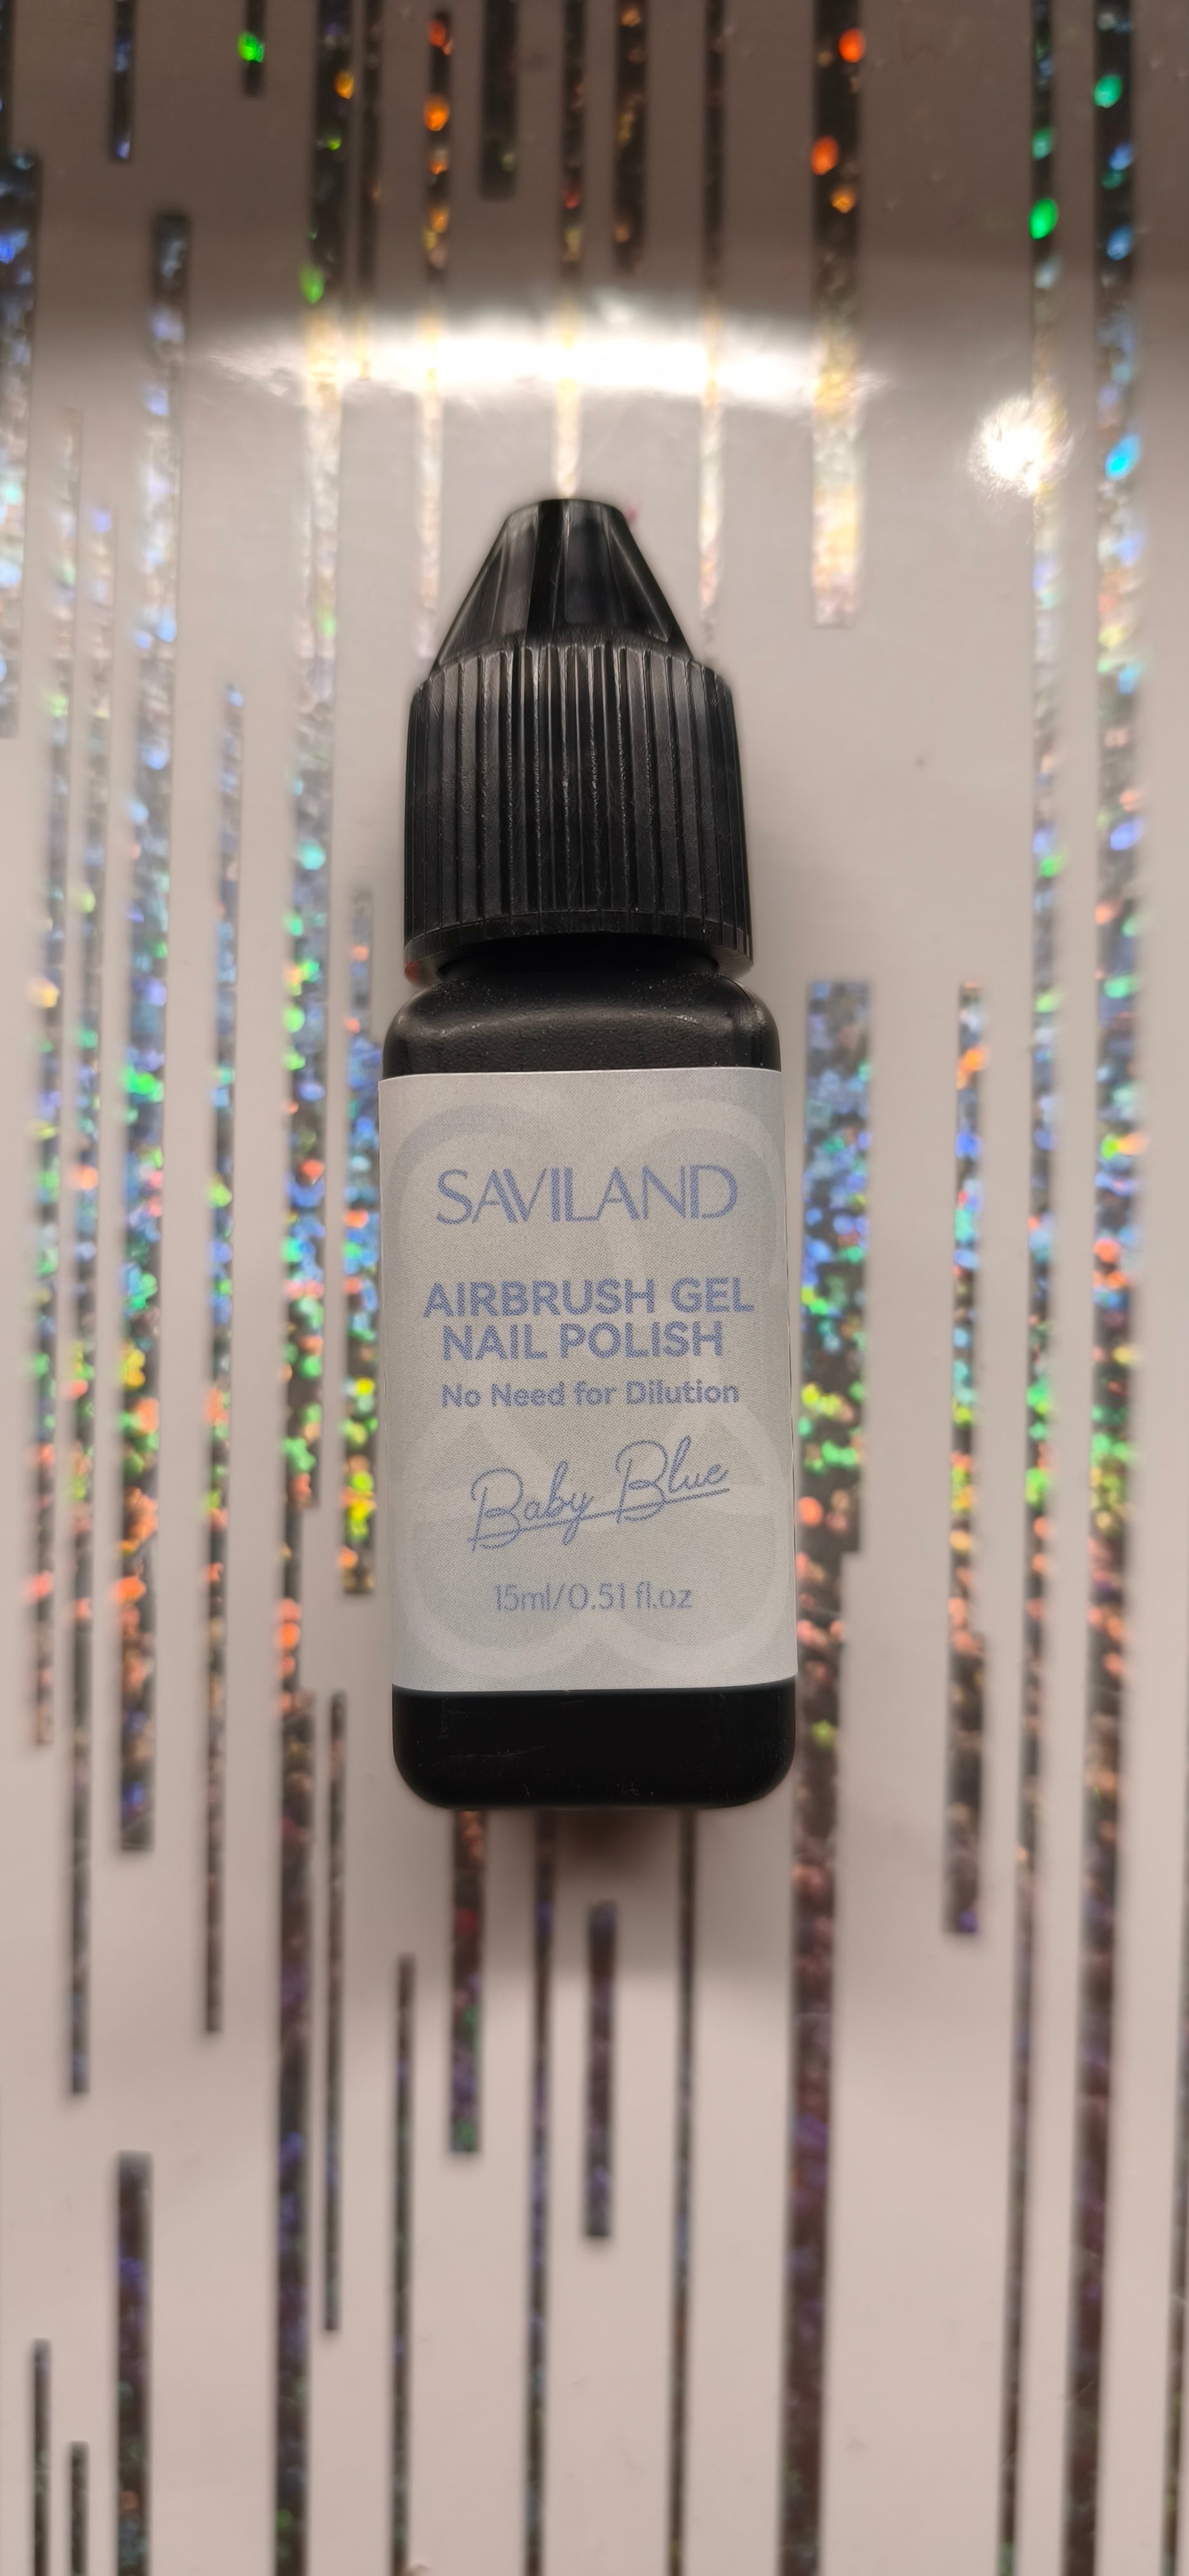 SAVILAND
AIRBRUSH GEL
NAIL POLISH
No Need for Dilution
Baby Blue
15ml/0.51 fl.oz